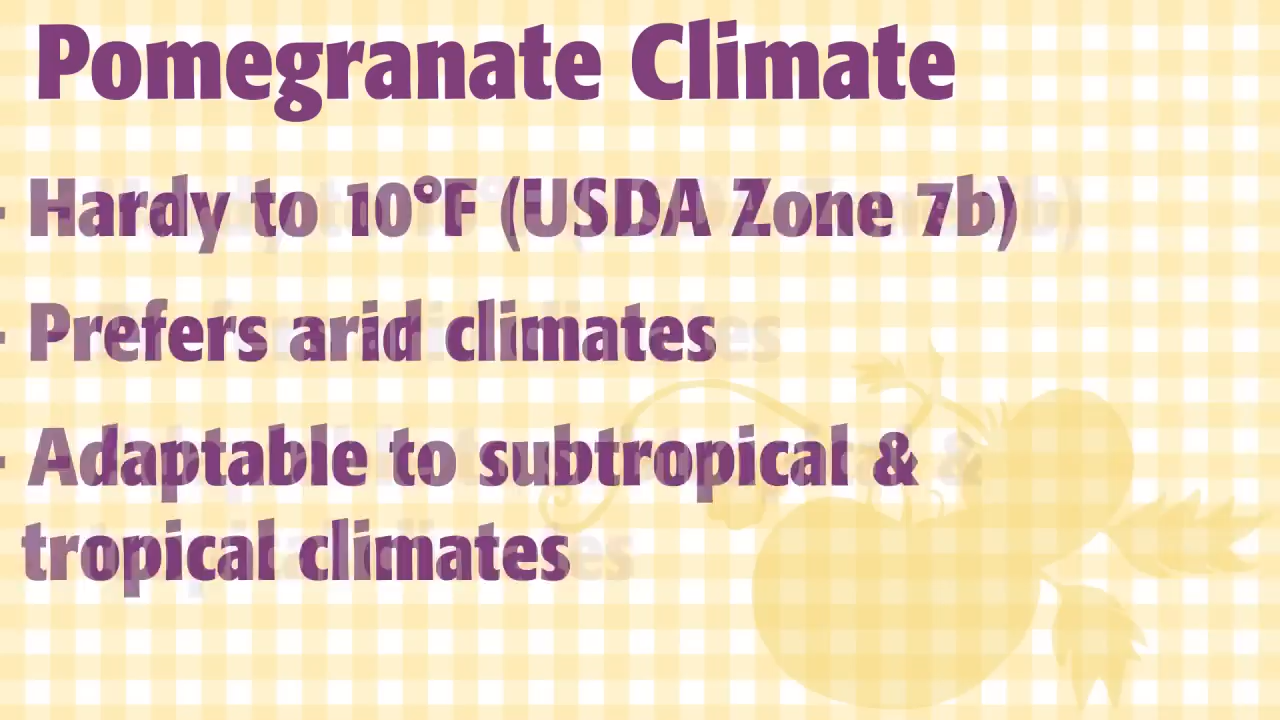 Pomegranate Climate
- Hardy to 10°F (USDA Zone 7b)
- Prefers arid climates
- Adaptable to subtropical &
tropical climates